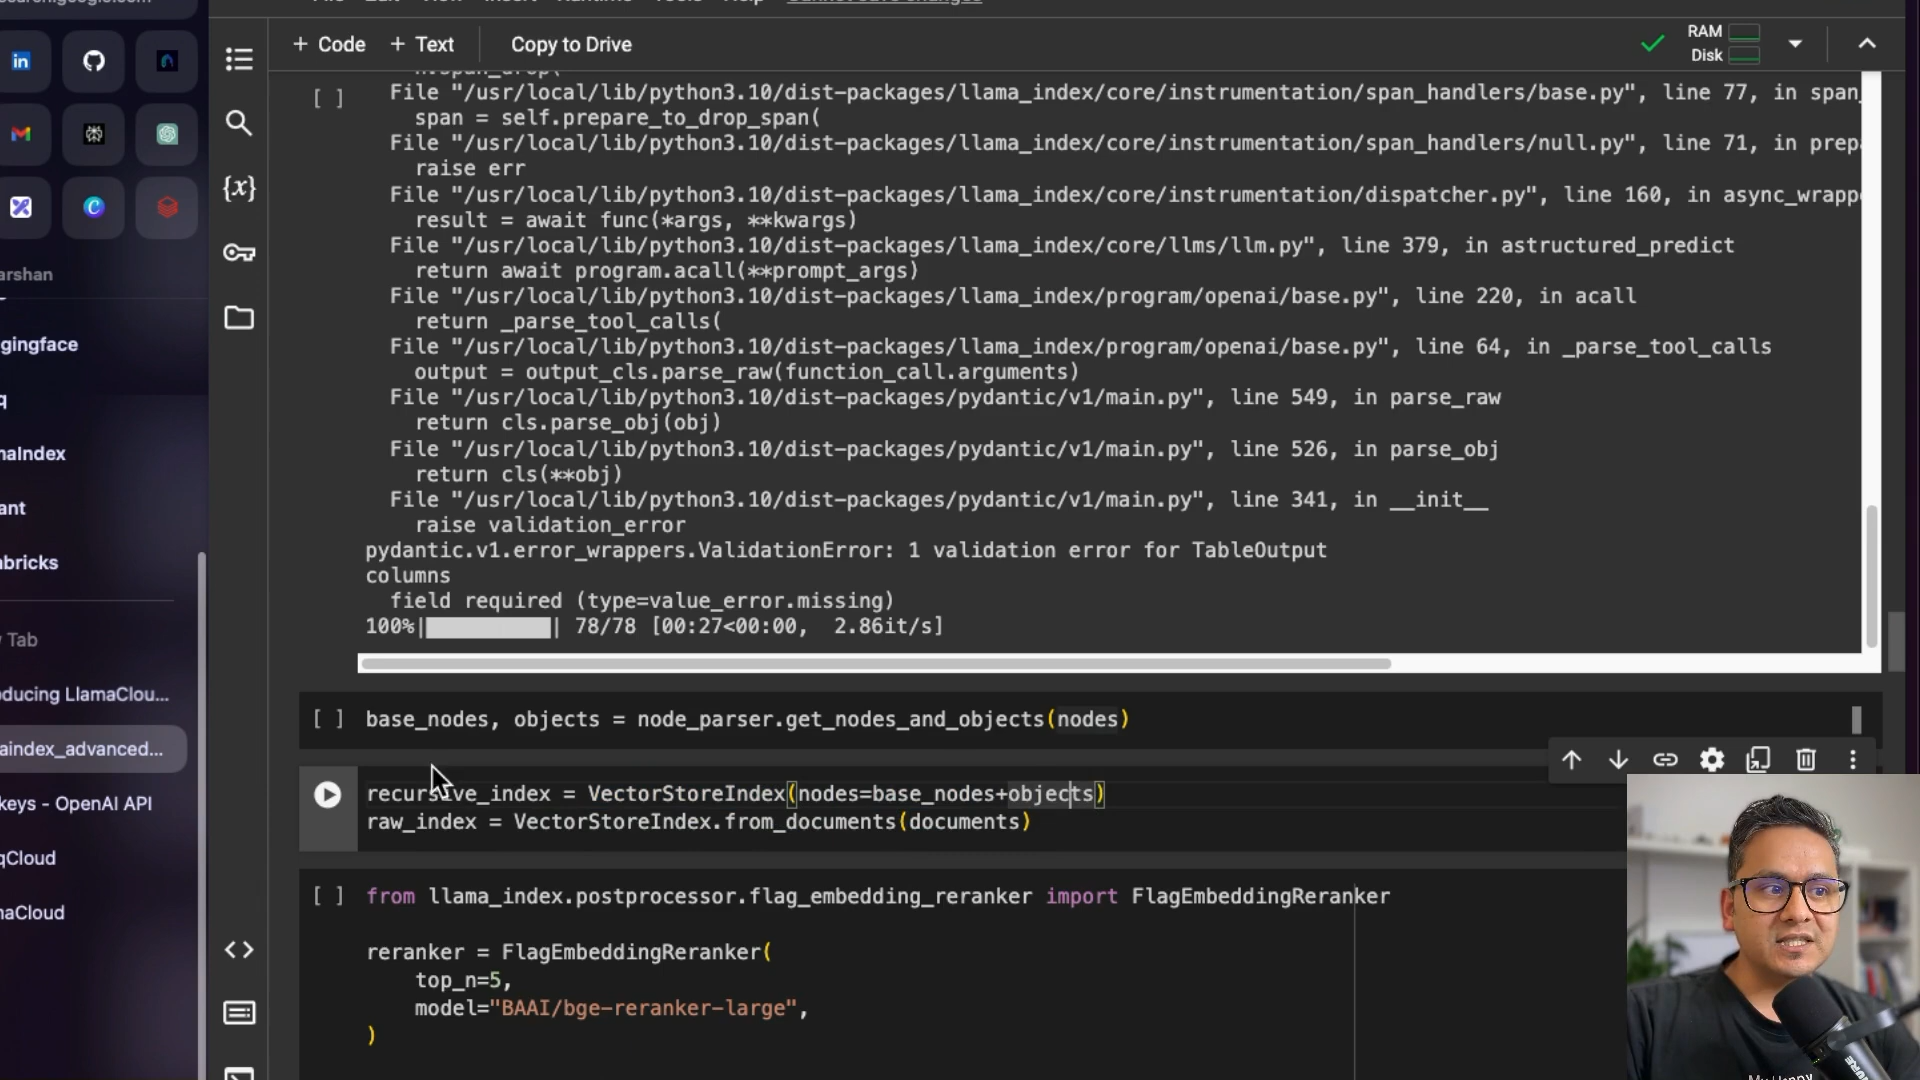 + Code + Text Copy to Drive
RAM
Disk
[ ]
File "/usr/local/lib/python3.10/dist-packages/llama_index/core/instrumentation/span_handlers/base.py", line 77, in span_
span = self.prepare_to_drop_span(
File "/usr/local/lib/python3.10/dist-packages/llama_index/core/instrumentation/span_handlers/null.py", line 71, in prepa
raise err
File "/usr/local/lib/python3.10/dist-packages/llama_index/core/instrumentation/dispatcher.py", line 160, in async_wrappe
result = await func(*args, **kwargs)
File "/usr/local/lib/python3.10/dist-packages/llama_index/core/llms/llm.py", line 379, in astructured_predict
return await program.acall(**prompt_args)
File "/usr/local/lib/python3.10/dist-packages/llama_index/program/openai/base.py", line 220, in acall
return _parse_tool_calls(
File "/usr/local/lib/python3.10/dist-packages/llama_index/program/openai/base.py", line 64, in _parse_tool_calls
output = output_cls.parse_raw(function_call.arguments)
File "/usr/local/lib/python3.10/dist-packages/pydantic/v1/main.py", line 549, in parse_raw
return cls.parse_obj(obj)
File "/usr/local/lib/python3.10/dist-packages/pydantic/v1/main.py", line 526, in parse_obj
return cls(**obj)
File "/usr/local/lib/python3.10/dist-packages/pydantic/v1/main.py", line 341, in __init__
raise validation_error
pydantic.v1.error_wrappers.ValidationError: 1 validation error for TableOutput
columns
field required (type=value_error.missing)
100%| | 78/78 [00:27<00:00, 2.86it/s]
[ ] base_nodes, objects = node_parser.get_nodes_and_objects(nodes)
recursive_index = VectorStoreIndex(nodes=base_nodes+objects)
raw_index = VectorStoreIndex.from_documents(documents)
[ ] from llama_index.postprocessor.flag_embedding_reranker import FlagEmbeddingReranker
reranker = FlagEmbeddingReranker(
top_n=5,
model="BAAI/bge-reranker-large",
)
arshan
gingface
q
maIndex
ant
bricks
Tab
ducing LlamaClou...
aindex_advanced...
keys - OpenAI API
qCloud
maCloud